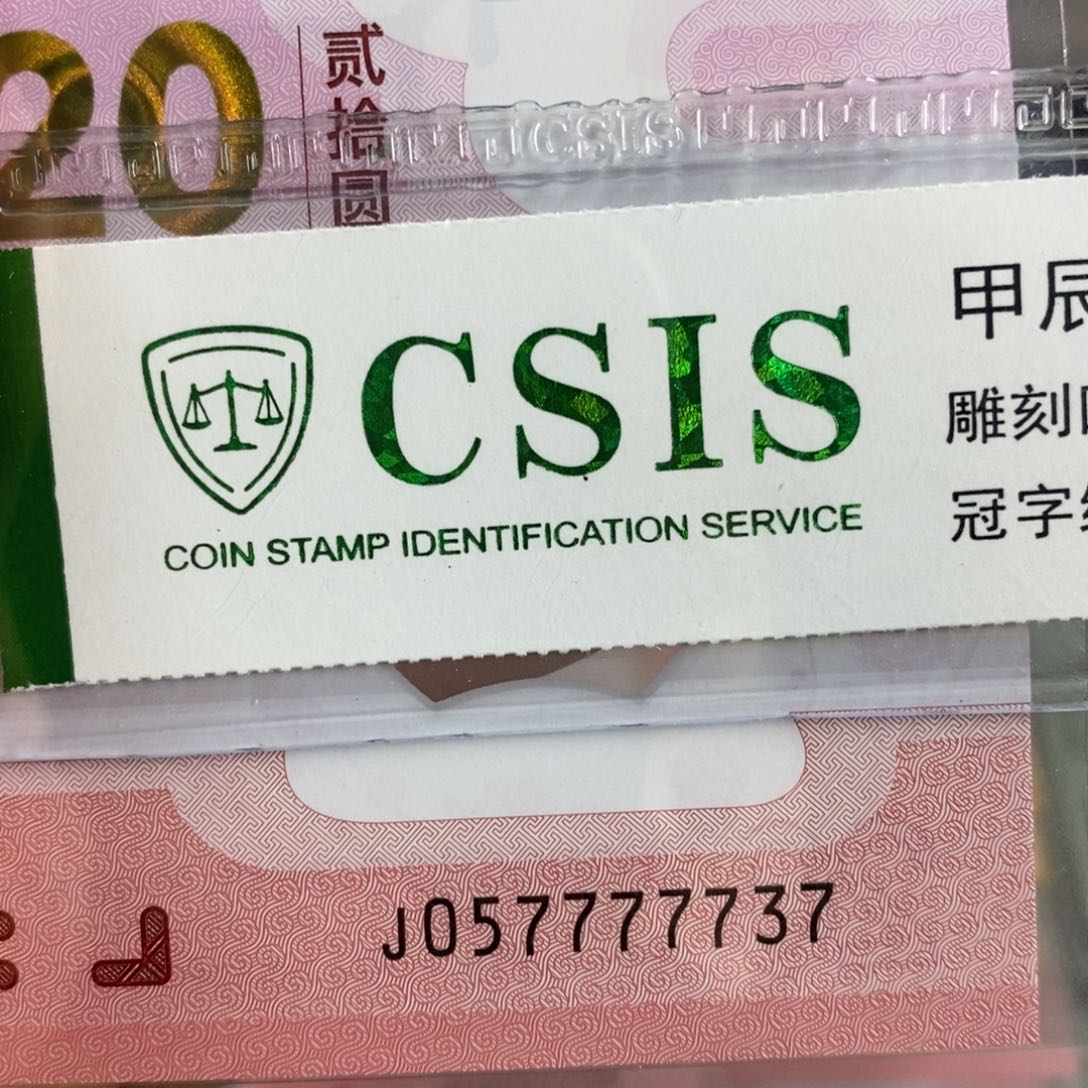 20
贰拾圆
CSIS
CSIS
COIN STAMP IDENTIFICATION SERVICE
甲辰
雕刻
冠字
J057777737